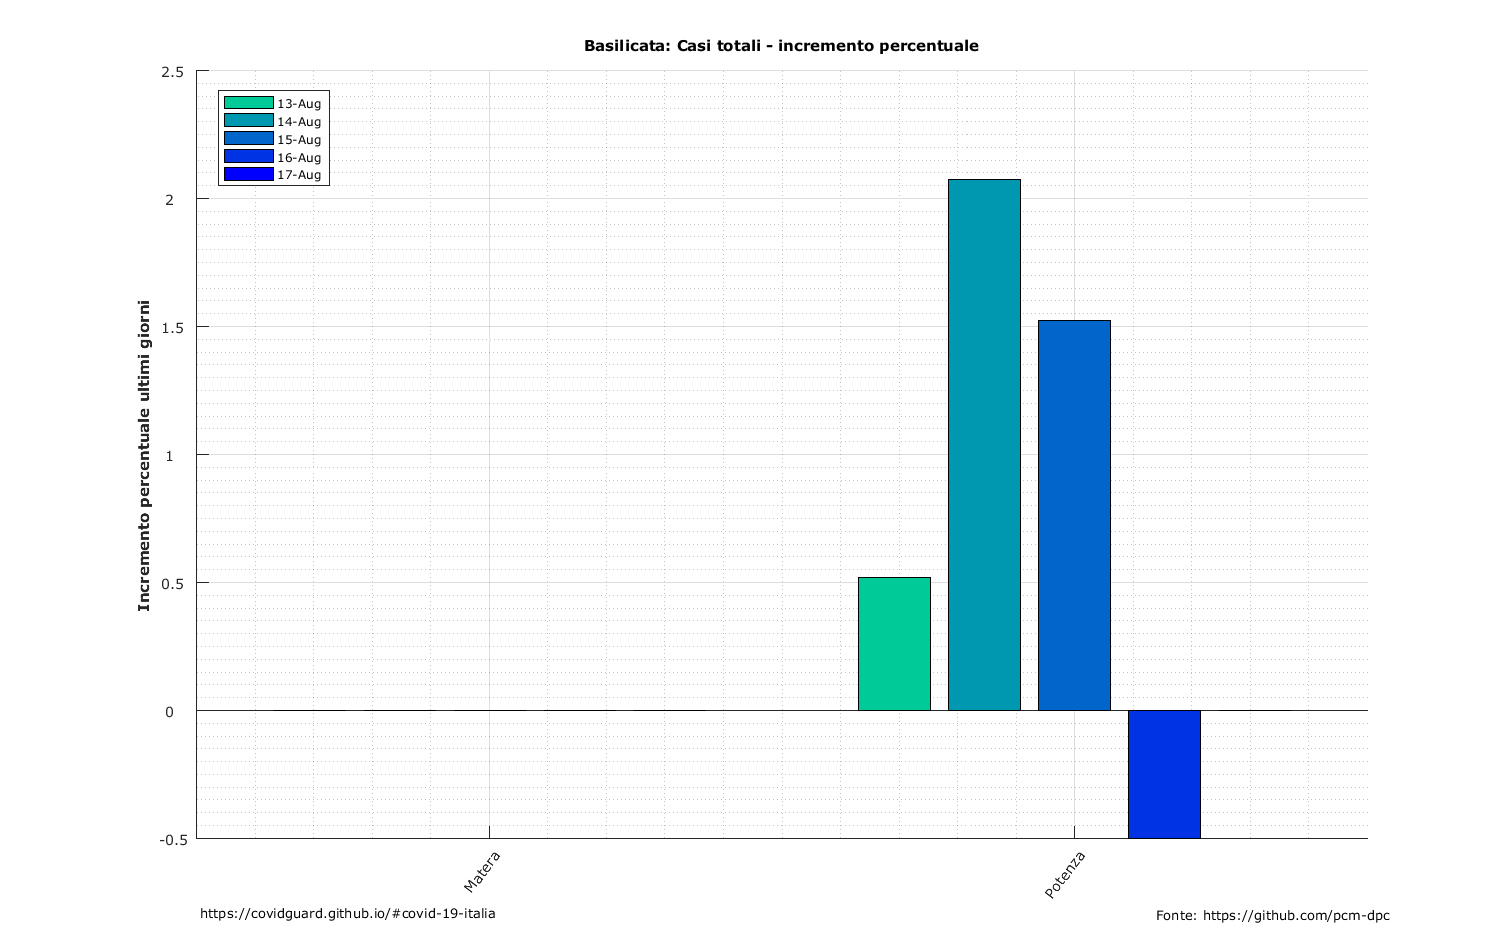 Basilicata: Casi totali - incremento percentuale
Incremento percentuale ultimi giorni
2.5
2
1.5
1
0.5
0
-0.5
13-Aug
14-Aug
15-Aug
16-Aug
17-Aug
Matera
Potenza
https://covidguard.github.io/#covid-19-italia
Fonte: https://github.com/pcm-dpc